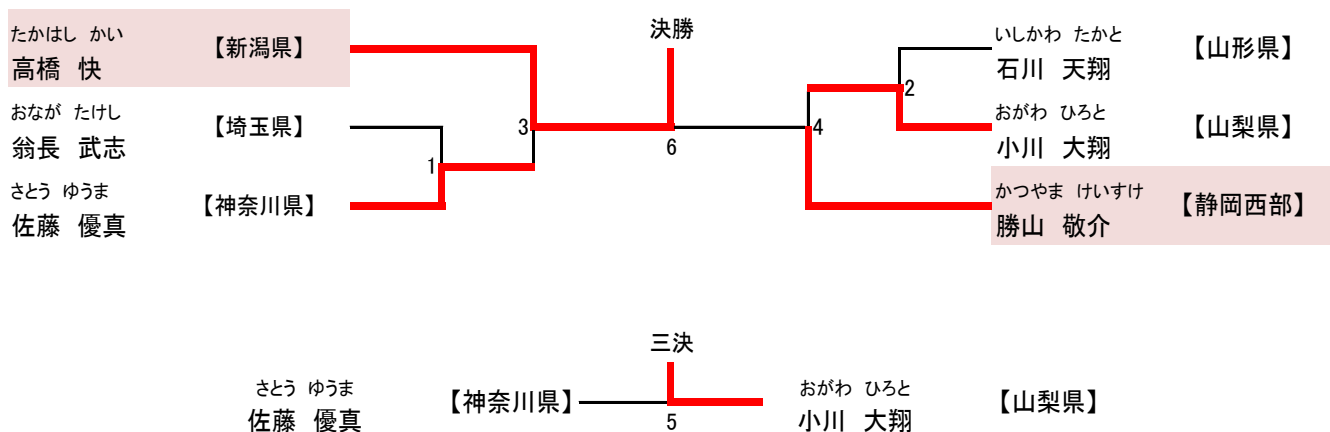 たかはし かい
高橋 快
【新潟県】
おなが たけし
翁長 武志
【埼玉県】
さとう ゆうま
佐藤 優真
【神奈川県】
1
3
決勝
6
4
2
いしかわ たかと
石川 天翔
【山形県】
おがわ ひろと
小川 大翔
【山梨県】
かつやま けいすけ
勝山 敬介
【静岡西部】
三決
さとう ゆうま
佐藤 優真
【神奈川県】
5
おがわ ひろと
小川 大翔
【山梨県】